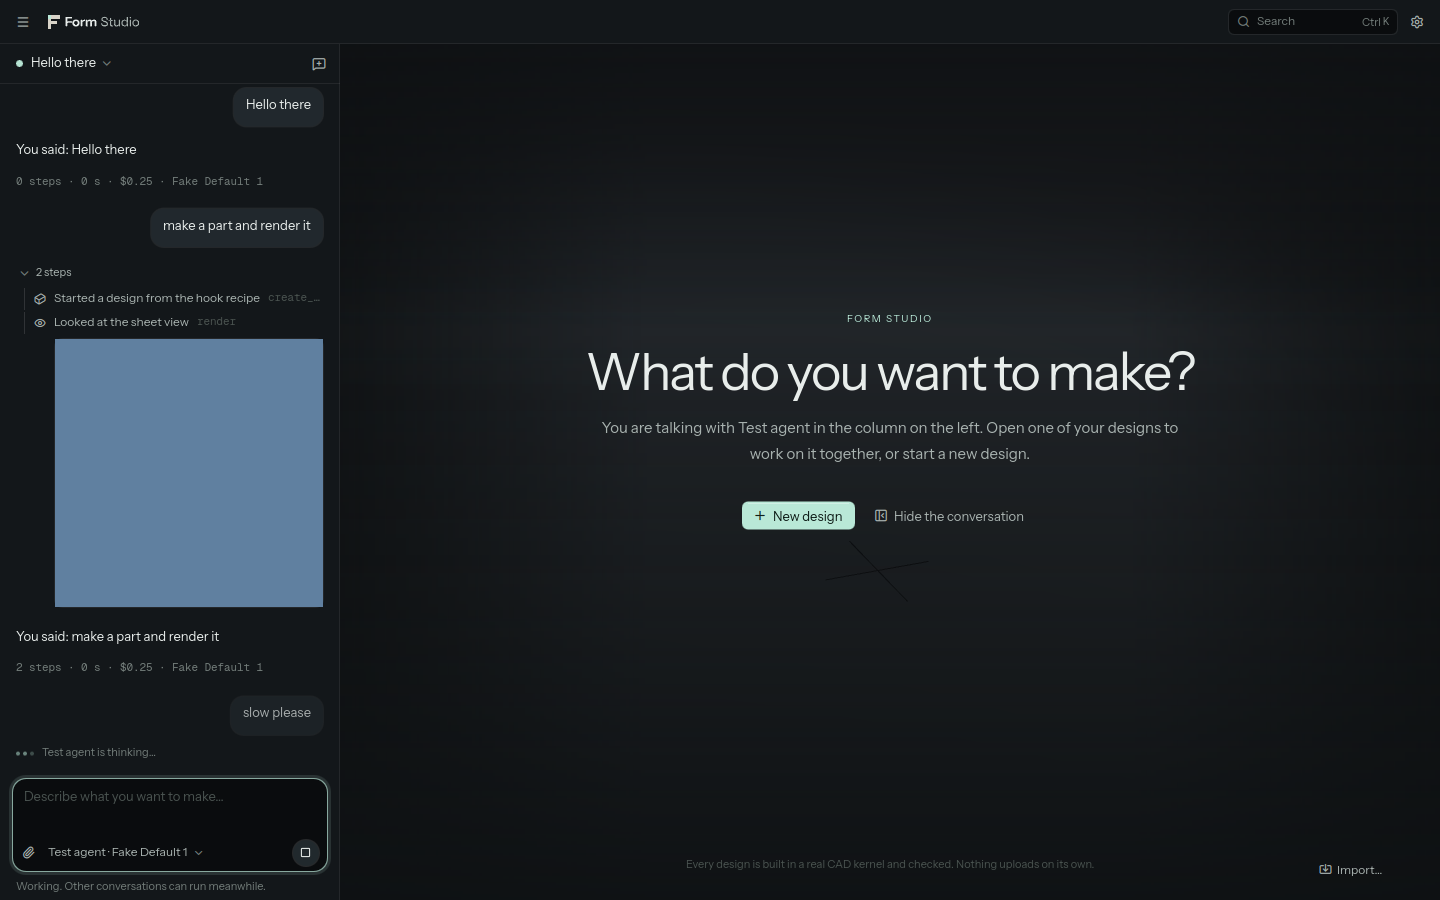 Form Studio
Search Ctrl K
Hello there
Hello there
You said: Hello there
0 steps · 0 s · $0.25 · Fake Default 1
make a part and render it
2 steps
Started a design from the hook recipe create_…
Looked at the sheet view render
You said: make a part and render it
2 steps · 0 s · $0.25 · Fake Default 1
slow please
Test agent is thinking…
Describe what you want to make…
Test agent · Fake Default 1
Working. Other conversations can run meanwhile.
FORM STUDIO
What do you want to make?
You are talking with Test agent in the column on the left. Open one of your designs to
work on it together, or start a new design.
New design
Hide the conversation
Every design is built in a real CAD kernel and checked. Nothing uploads on its own.
Import…